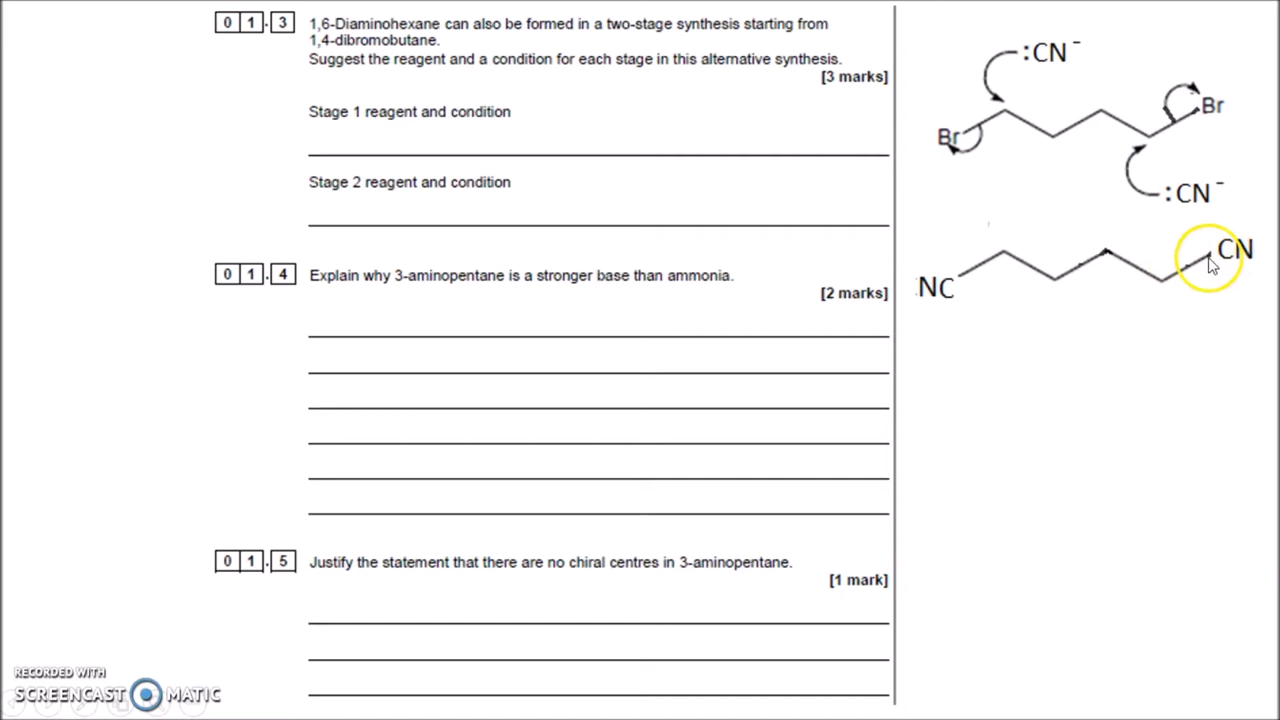 0 1 . 3 1,6-Diaminohexane can also be formed in a two-stage synthesis starting from
1,4-dibromobutane.
Suggest the reagent and a condition for each stage in this alternative synthesis.
[3 marks]
Stage 1 reagent and condition
Stage 2 reagent and condition
0 1 . 4 Explain why 3-aminopentane is a stronger base than ammonia.
[2 marks]
0 1 . 5 Justify the statement that there are no chiral centres in 3-aminopentane.
[1 mark]
:CN⁻
Br
Br
:CN⁻
CN
NC
RECORDED WITH
SCREENCAST MATIC